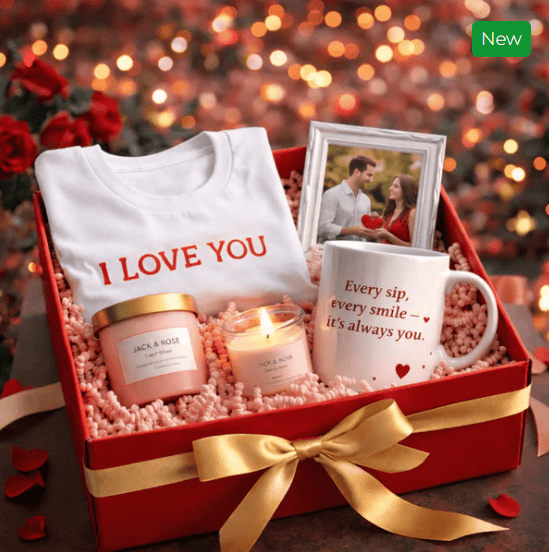 New
I LOVE YOU
Every sip,
every smile –
it's always you.
JACK & ROSE
JACK & ROSE